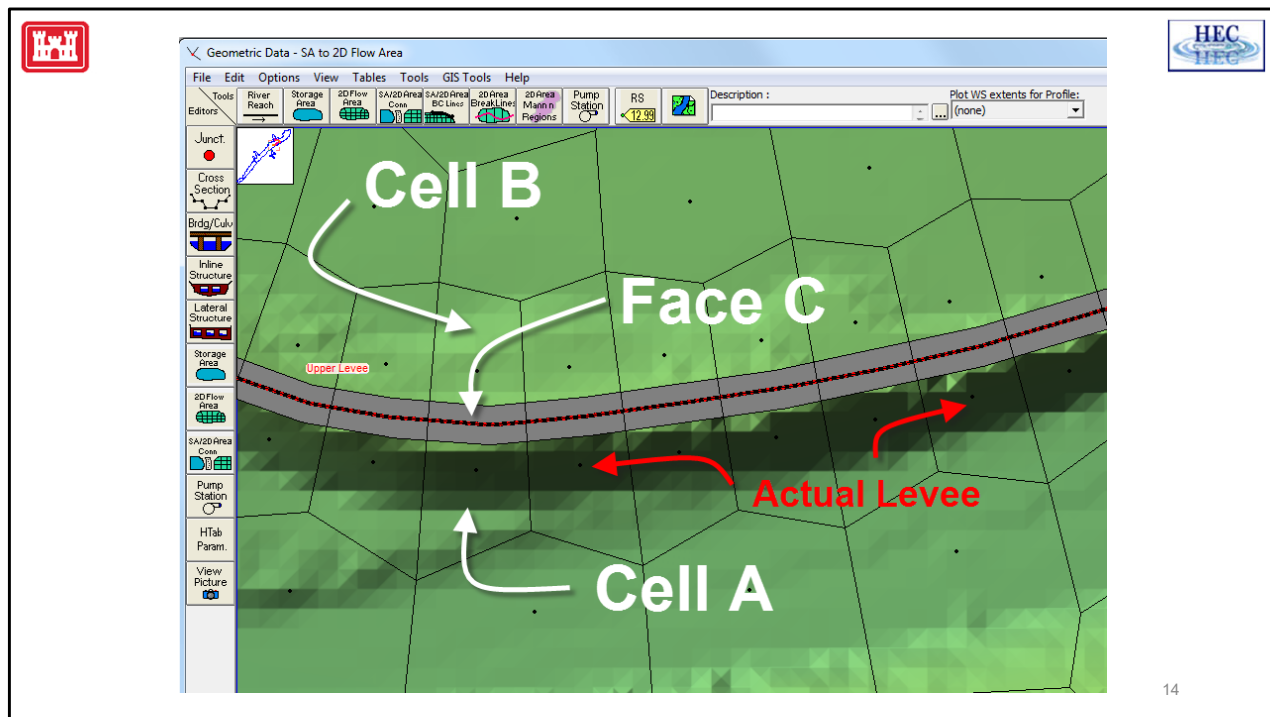 HEC
HEC
Geometric Data - SA to 2D Flow Area
File Edit Options View Tables Tools GIS Tools Help
Tools
Editors
River
Reach
Storage
Area
2D Flow
Area
SA/2D Area
Conn
SA/2D Area
BC Lines
2D Area
BreakLines
2D Area
Mann n
Regions
Pump
Station
RS
12.99
Description :
...
Plot WS extents for Profile:
(none)
Junct.
Cross
Section
Brdg/Culv
Inline
Structure
Lateral
Structure
Storage
Area
2D Flow
Area
SA/2D Area
Conn
Pump
Station
HTab
Param.
View
Picture
Cell B
Face C
Upper Levee
Actual Levee
Cell A
14